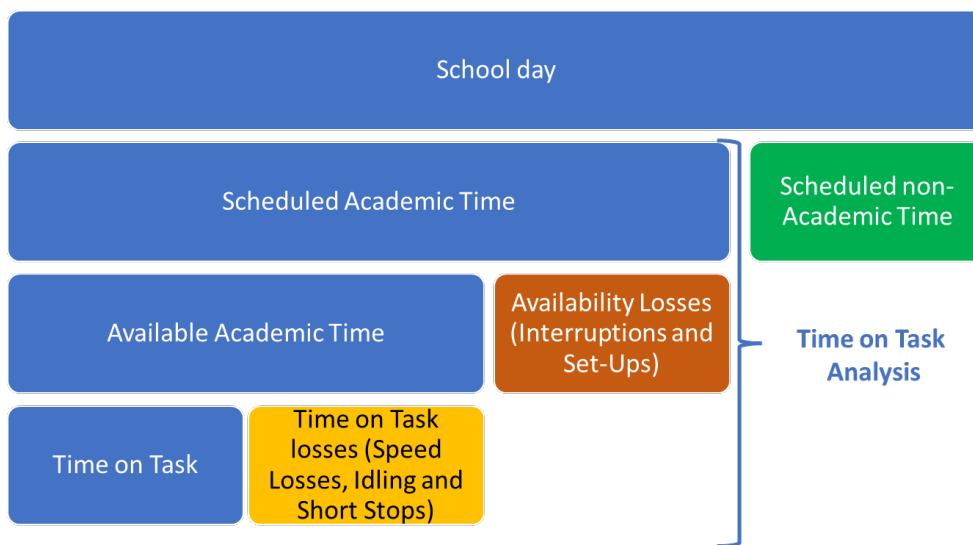 School day
Scheduled Academic Time
Scheduled non-
Academic Time
Available Academic Time
Availability Losses
(Interruptions and
Set-Ups)
Time on Task
Analysis
Time on Task
Time on Task
losses (Speed
Losses, Idling and
Short Stops)